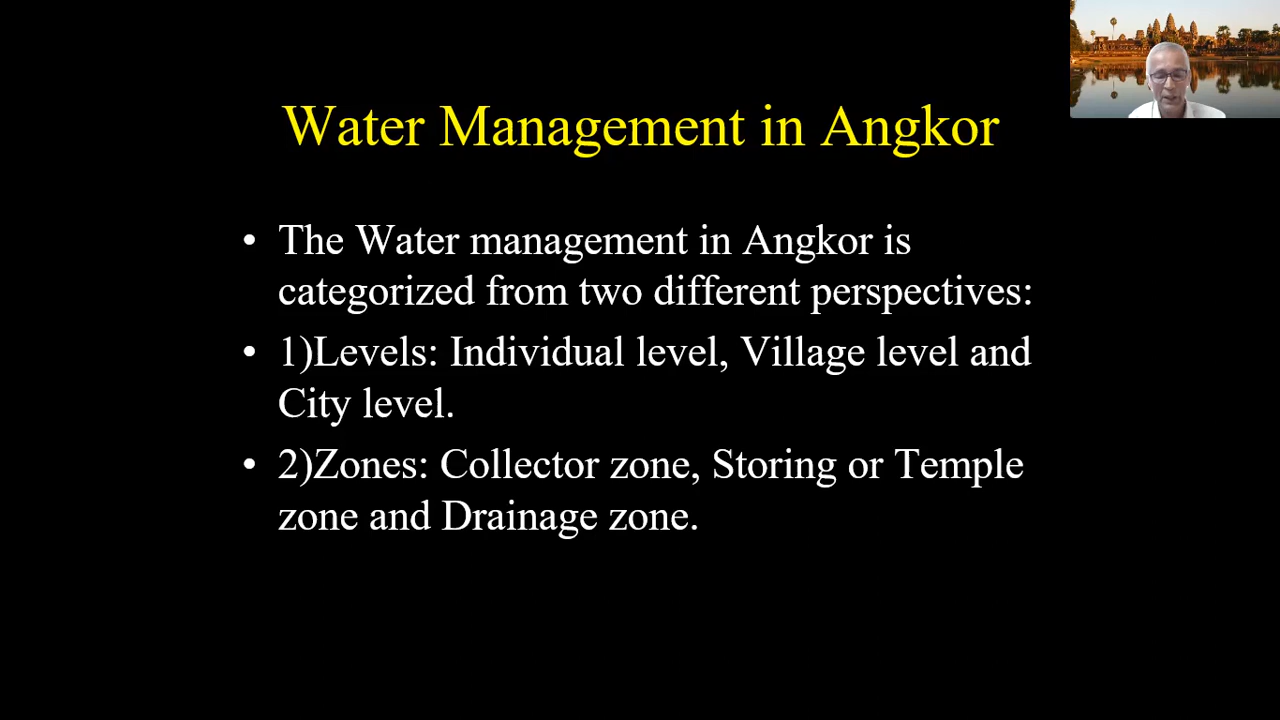 Water Management in Angkor
• The Water management in Angkor is
categorized from two different perspectives:
• 1)Levels: Individual level, Village level and
City level.
• 2)Zones: Collector zone, Storing or Temple
zone and Drainage zone.